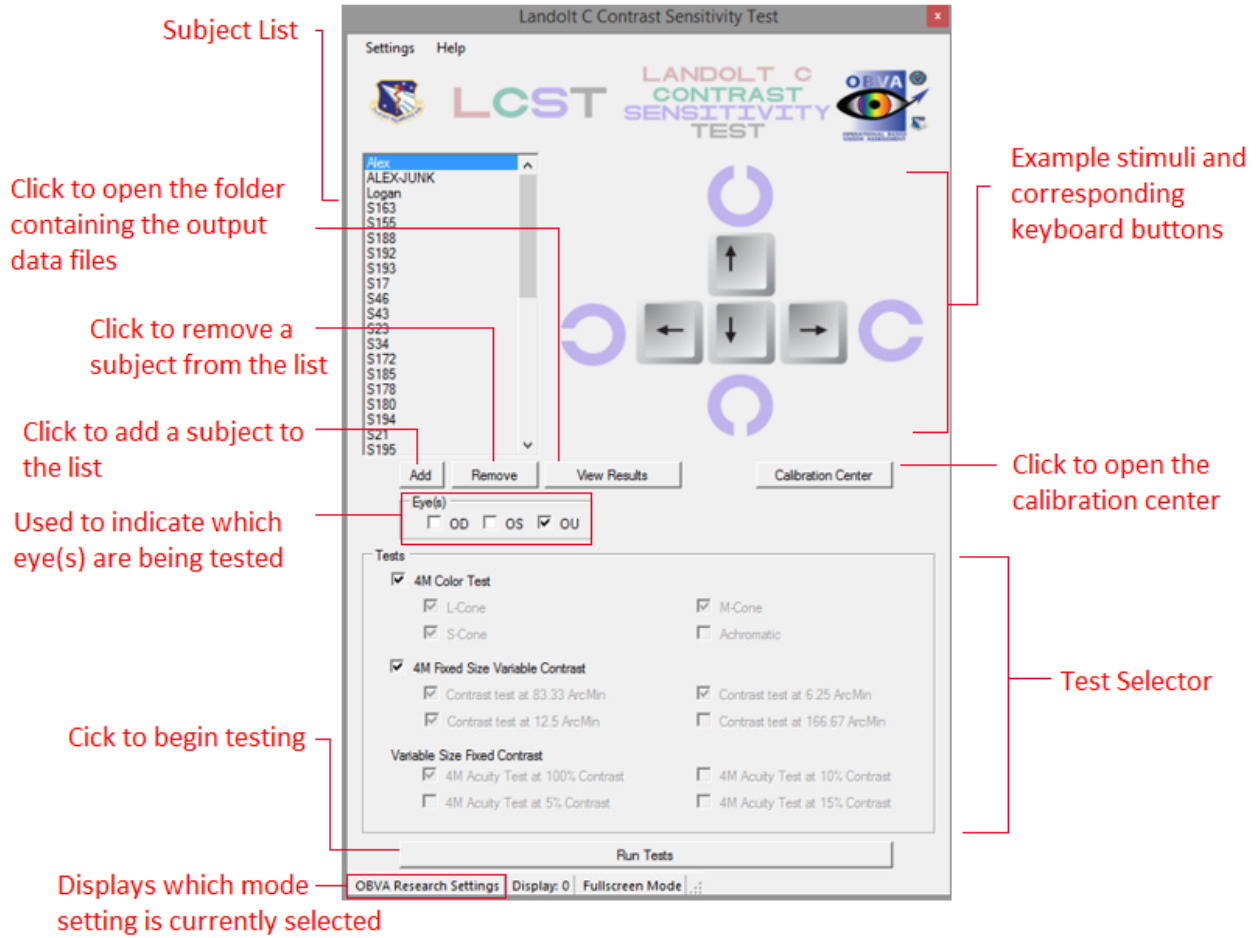 Landolt C Contrast Sensitivity Test
x
Subject List
Settings Help
LCST
LANDOLT C
CONTRAST
SENSITIVITY
TEST
OBVA
OPERATIONAL BASED
VISION ASSESSMENT
Alex
ALEX-JUNK
Logan
S163
S155
S188
S192
S193
S17
S46
S43
S23
S34
S172
S185
S178
S180
S194
S21
S195
Click to open the folder
containing the output
data files
Click to remove a
subject from the list
Click to add a subject to
the list
Example stimuli and
corresponding
keyboard buttons
Add Remove View Results Calibration Center
Click to open the
calibration center
Used to indicate which
eye(s) are being tested
Eye(s)
OD OS OU
Tests
4M Color Test
L-Cone M-Cone
S-Cone Achromatic
4M Fixed Size Variable Contrast
Contrast test at 83.33 ArcMin Contrast test at 6.25 ArcMin
Contrast test at 12.5 ArcMin Contrast test at 166.67 ArcMin
Variable Size Fixed Contrast
4M Acuity Test at 100% Contrast 4M Acuity Test at 10% Contrast
4M Acuity Test at 5% Contrast 4M Acuity Test at 15% Contrast
Test Selector
Cick to begin testing
Run Tests
Displays which mode
setting is currently selected
OBVA Research Settings Display: 0 Fullscreen Mode